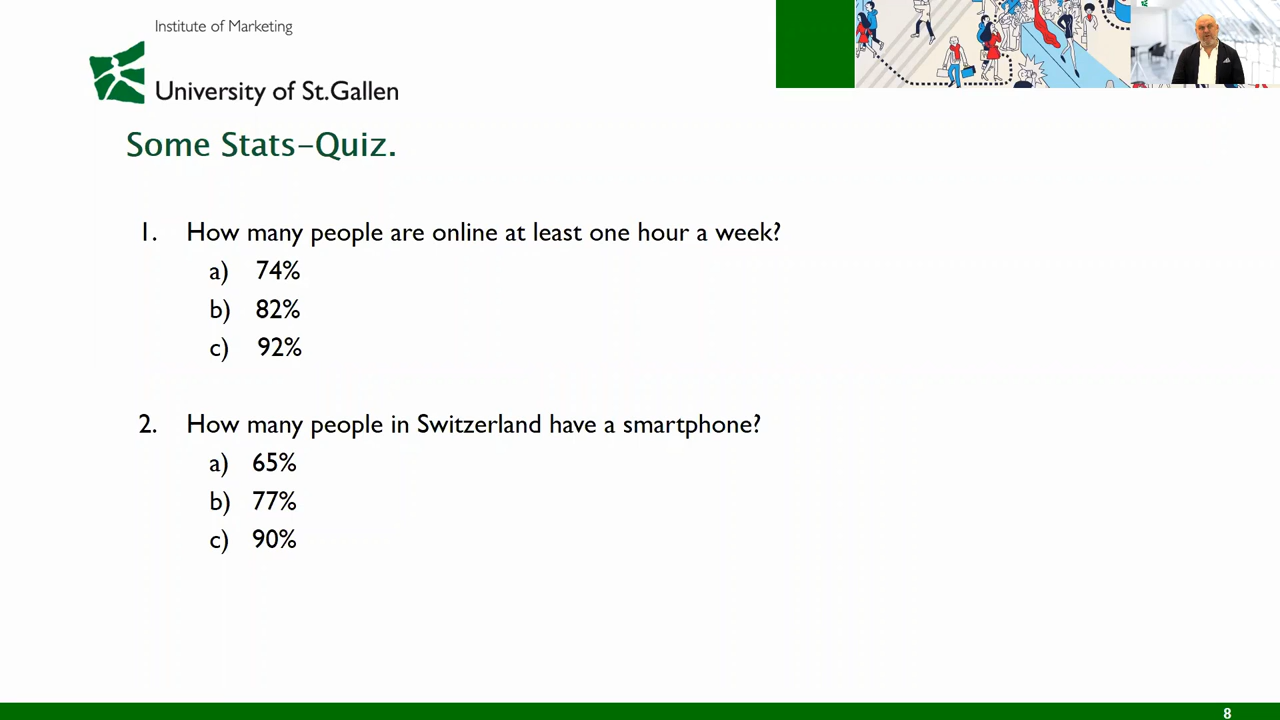 Institute of Marketing
University of St.Gallen
Some Stats-Quiz.
1. How many people are online at least one hour a week?
a) 74%
b) 82%
c) 92%
2. How many people in Switzerland have a smartphone?
a) 65%
b) 77%
c) 90%
8